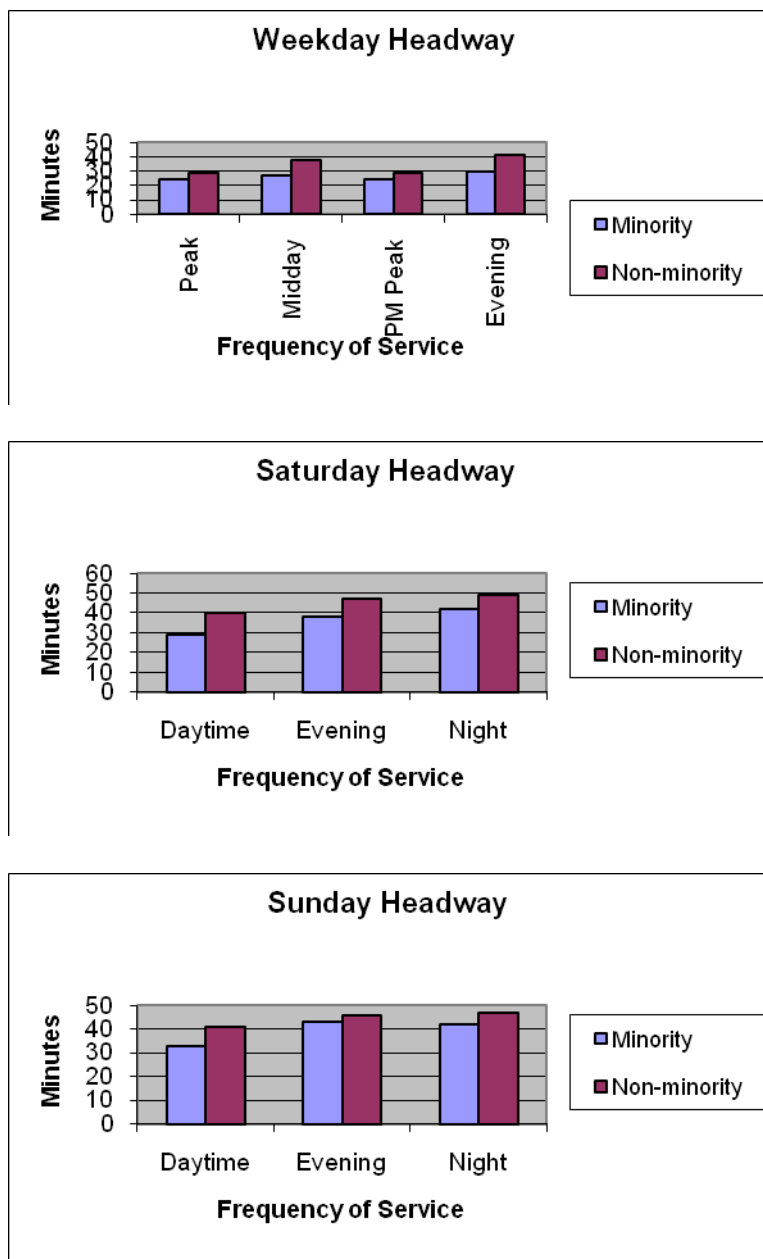 Weekday Headway
Minutes
50
40
30
20
10
0
Peak
Midday
PM Peak
Evening
Frequency of Service
Minority
Non-minority
Saturday Headway
Minutes
60
50
40
30
20
10
0
Daytime Evening Night
Frequency of Service
Minority
Non-minority
Sunday Headway
Minutes
50
40
30
20
10
0
Daytime Evening Night
Frequency of Service
Minority
Non-minority